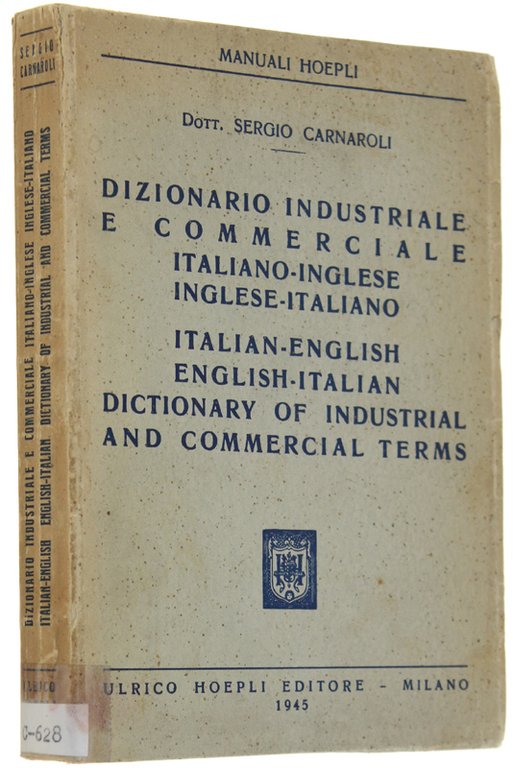 MANUALI HOEPLI
DOTT. SERGIO CARNAROLI
DIZIONARIO INDUSTRIALE
E COMMERCIALE
ITALIANO-INGLESE
INGLESE-ITALIANO
ITALIAN-ENGLISH
ENGLISH-ITALIAN
DICTIONARY OF INDUSTRIAL
AND COMMERCIAL TERMS
ULRICO HOEPLI EDITORE - MILANO
1945
SERGIO
CARNAROLI
DIZIONARIO INDUSTRIALE E COMMERCIALE ITALIANO-INGLESE INGLESE-ITALIANO
ITALIAN-ENGLISH ENGLISH-ITALIAN DICTIONARY OF INDUSTRIAL AND COMMERCIAL TERMS
C-628